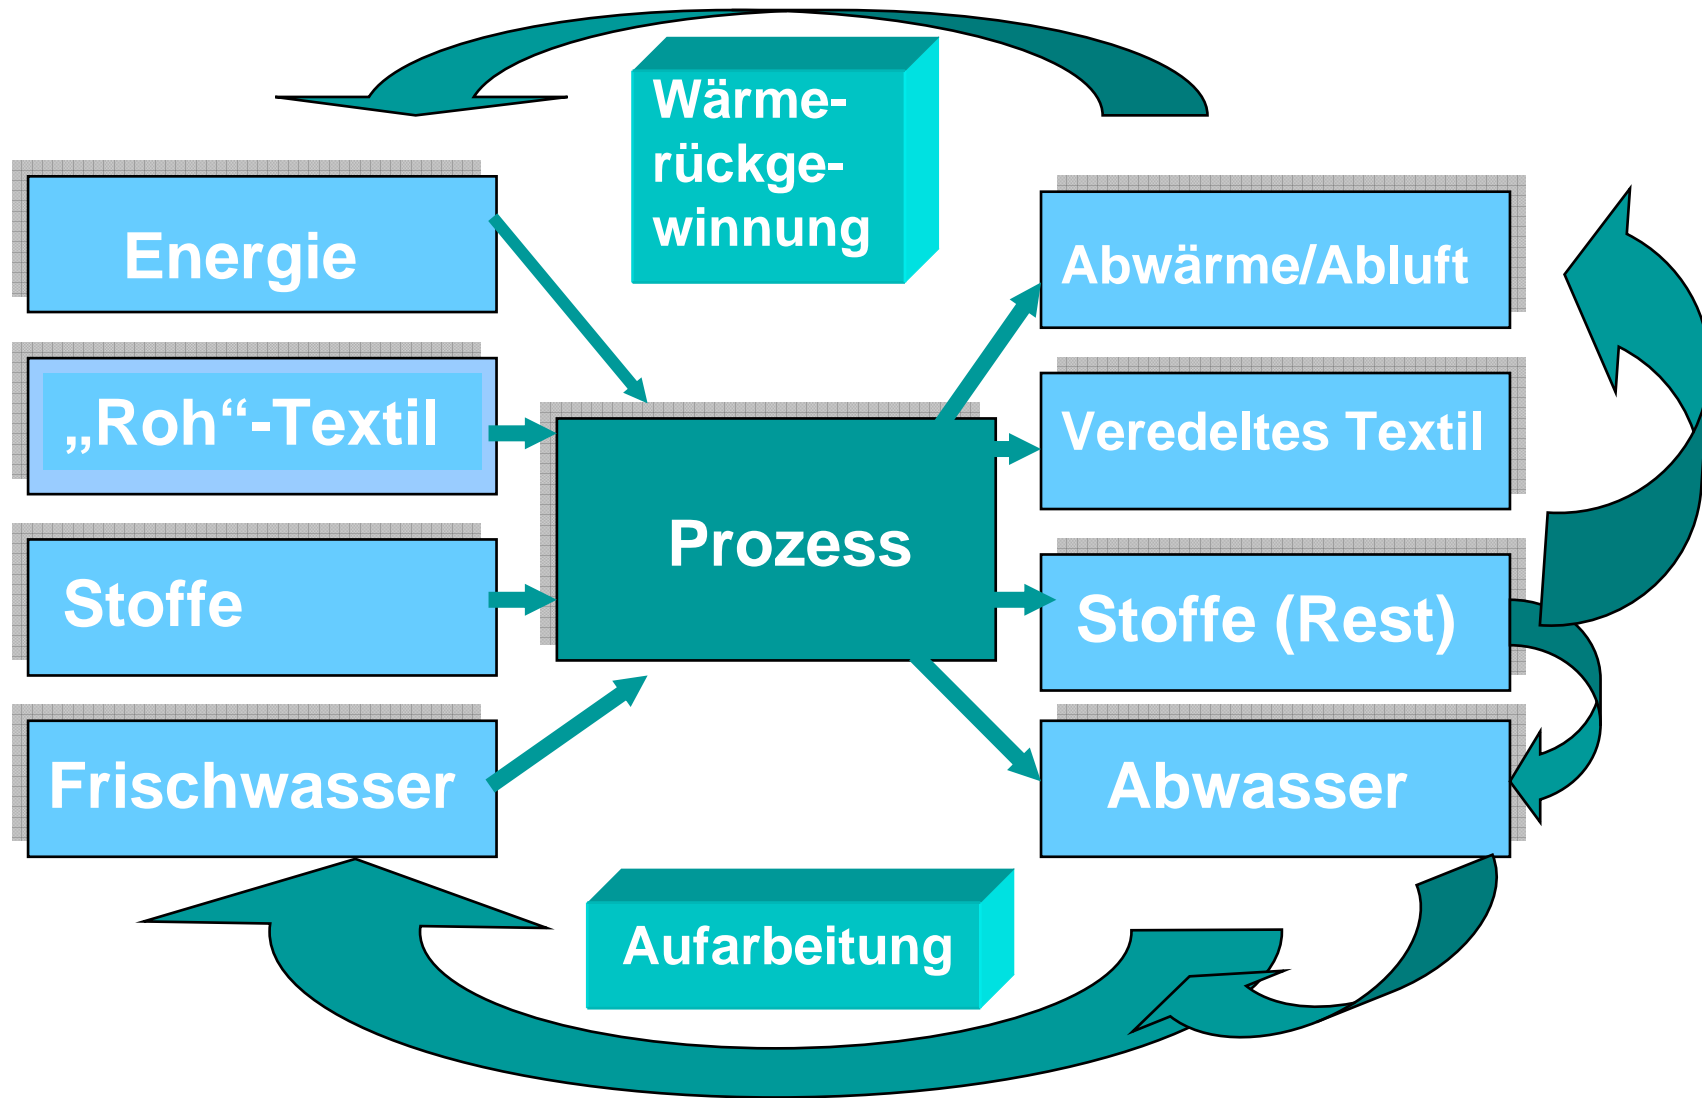 Wärme-
rückge-
winnung
Energie
„Roh“-Textil
Stoffe
Frischwasser
Prozess
Abwärme/Abluft
Veredeltes Textil
Stoffe (Rest)
Abwasser
Aufarbeitung